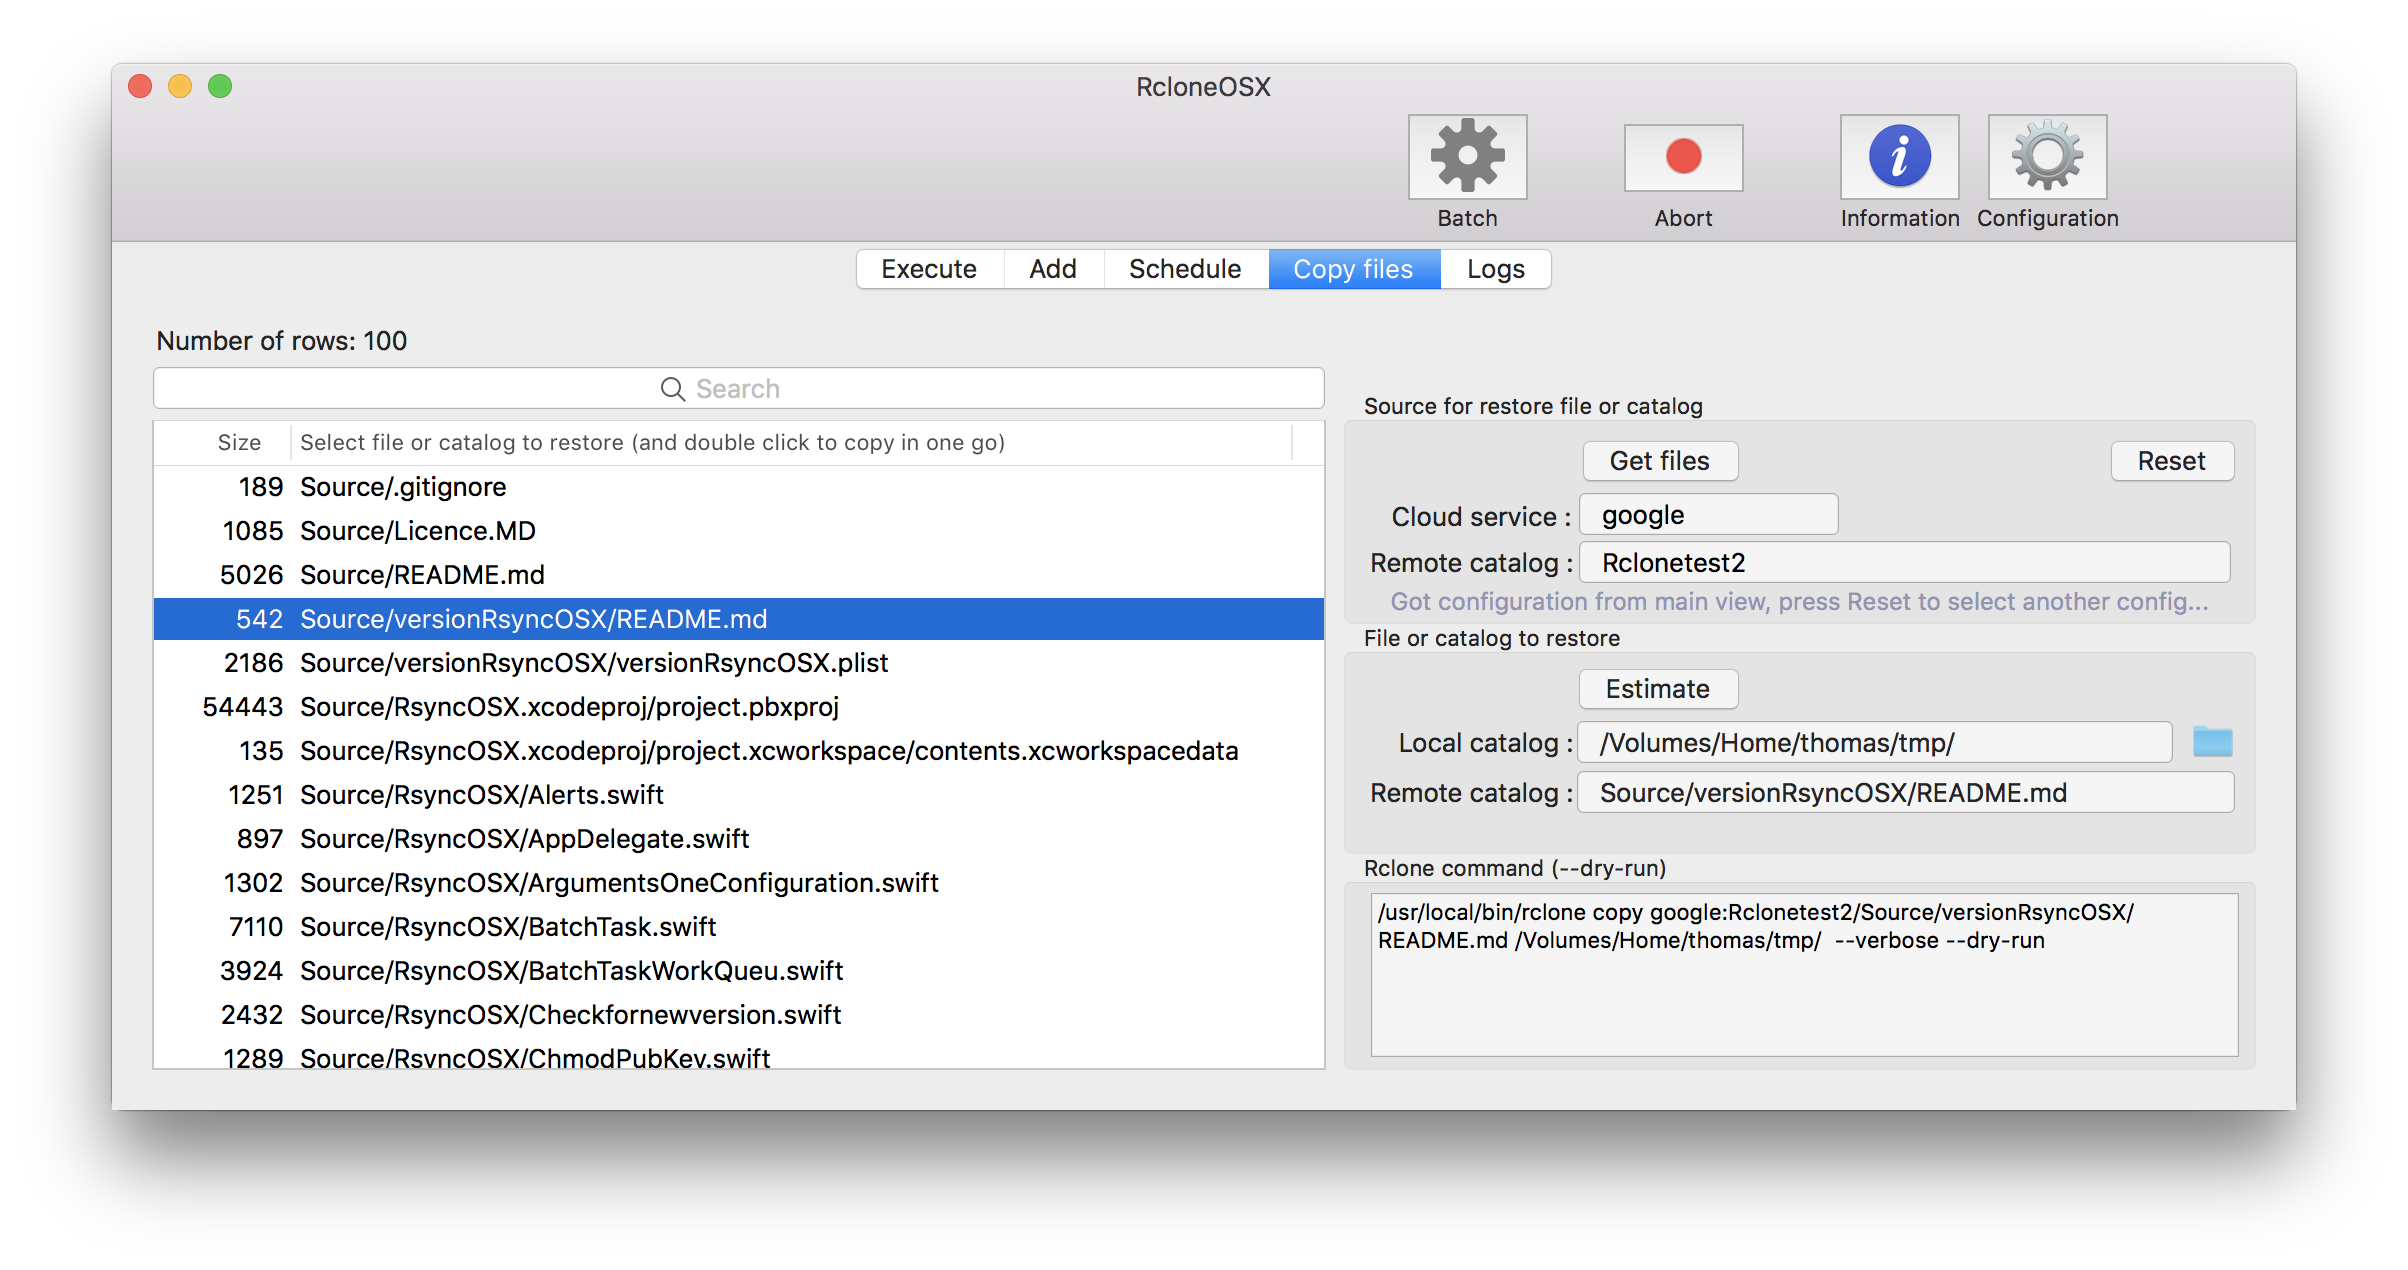 RcloneOSX
Batch
Abort
Information
Configuration
Execute
Add
Schedule
Copy files
Logs
Number of rows: 100
Search
Size
Select file or catalog to restore (and double click to copy in one go)
189 Source/.gitignore
1085 Source/Licence.MD
5026 Source/README.md
542 Source/versionRsyncOSX/README.md
2186 Source/versionRsyncOSX/versionRsyncOSX.plist
54443 Source/RsyncOSX.xcodeproj/project.pbxproj
135 Source/RsyncOSX.xcodeproj/project.xcworkspace/contents.xcworkspacedata
1251 Source/RsyncOSX/Alerts.swift
897 Source/RsyncOSX/AppDelegate.swift
1302 Source/RsyncOSX/ArgumentsOneConfiguration.swift
7110 Source/RsyncOSX/BatchTask.swift
3924 Source/RsyncOSX/BatchTaskWorkQueu.swift
2432 Source/RsyncOSX/Checkfornewversion.swift
1289 Source/RsyncOSX/ChmodPubKey.swift
Source for restore file or catalog
Get files
Reset
Cloud service : google
Remote catalog : Rclonetest2
Got configuration from main view, press Reset to select another config...
File or catalog to restore
Estimate
Local catalog : /Volumes/Home/thomas/tmp/
Remote catalog : Source/versionRsyncOSX/README.md
Rclone command (--dry-run)
/usr/local/bin/rclone copy google:Rclonetest2/Source/versionRsyncOSX/
README.md /Volumes/Home/thomas/tmp/  --verbose --dry-run